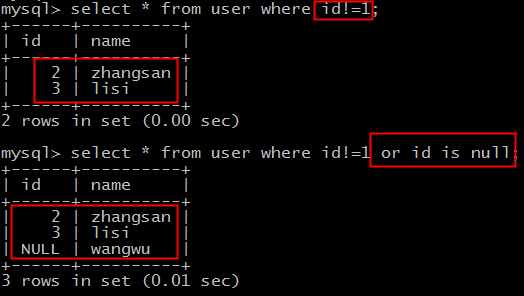 mysql> select * from user where id!=1;
+------+----------+
| id   | name     |
+------+----------+
|    2 | zhangsan |
|    3 | lisi     |
+------+----------+
2 rows in set (0.00 sec)
mysql> select * from user where id!=1 or id is null;
+------+----------+
| id   | name     |
+------+----------+
|    2 | zhangsan |
|    3 | lisi     |
| NULL | wangwu   |
+------+----------+
3 rows in set (0.01 sec)